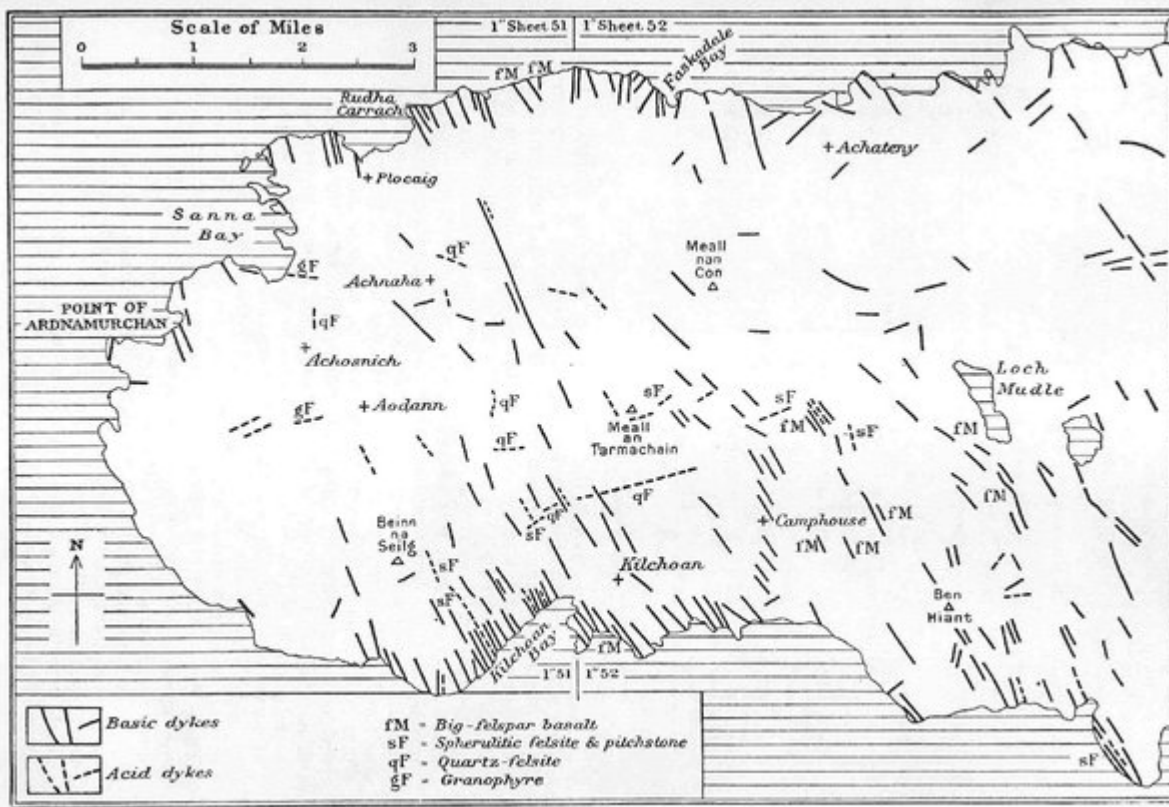 Scale of Miles
0 1 2 3
1" Sheet 51 1" Sheet 52
Faskadale
Bay
fM fM
Rudha
Carrach
+ Achateny
+ Plocaig
Sanna
Bay
qF
Meall
nan
Con
gF
Achnaha +
POINT OF
ARDNAMURCHAN
qF
+
Achosnich
Loch
Mudle
sF
sF
gF
+ Aodann
qF
fM
sF
fM
Meall
an
Tarmachain
qF
qF
fM
qF
sF
+ Camphouse
fM
Beinn
na
Seilg
fM
fM
N
sF
Kilchoan
+
sF
Ben
Hiant
Kilchoan
Bay
fM
1" 51 1" 52
Basic dykes
Acid dykes
fM = Big-felspar basalt
sF = Spherulitic felsite & pitchstone
qF = Quartz-felsite
gF = Granophyre
sF